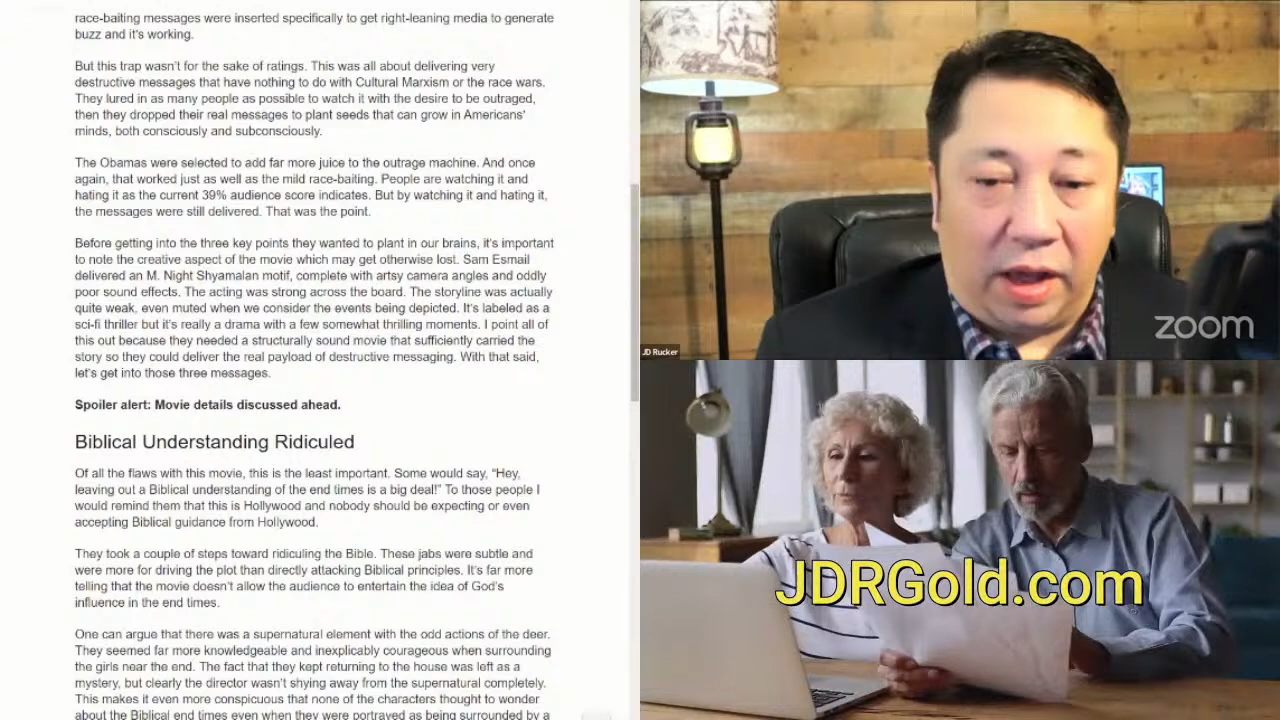 race-baiting messages were inserted specifically to get right-leaning media to generate
buzz and it's working.
But this trap wasn't for the sake of ratings. This was all about delivering very
destructive messages that have nothing to do with Cultural Marxism or the race wars.
They lured in as many people as possible to watch it with the desire to be outraged,
then they dropped their real messages to plant seeds that can grow in Americans'
minds, both consciously and subconsciously.
The Obamas were selected to add far more juice to the outrage machine. And once
again, that worked just as well as the mild race-baiting. People are watching it and
hating it as the current 39% audience score indicates. But by watching it and hating it,
the messages were still delivered. That was the point.
Before getting into the three key points they wanted to plant in our brains, it's important
to note the creative aspect of the movie which may get otherwise lost. Sam Esmail
delivered an M. Night Shyamalan motif, complete with artsy camera angles and oddly
poor sound effects. The acting was strong across the board. The storyline was actually
quite weak, even muted when we consider the events being depicted. It's labeled as a
sci-fi thriller but it's really a drama with a few somewhat thrilling moments. I point all of
this out because they needed a structurally sound movie that sufficiently carried the
story so they could deliver the real payload of destructive messaging. With that said,
let's get into those three messages.
Spoiler alert: Movie details discussed ahead.
Biblical Understanding Ridiculed
Of all the flaws with this movie, this is the least important. Some would say, "Hey,
leaving out a Biblical understanding of the end times is a big deal!" To those people I
would remind them that this is Hollywood and nobody should be expecting or even
accepting Biblical guidance from Hollywood.
They took a couple of steps toward ridiculing the Bible. These jabs were subtle and
were more for driving the plot than directly attacking Biblical principles. It's far more
telling that the movie doesn't allow the audience to entertain the idea of God's
influence in the end times.
One can argue that there was a supernatural element with the odd actions of the deer.
They seemed far more knowledgeable and inexplicably courageous when surrounding
the girls near the end. The fact that they kept returning to the house was left as a
mystery, but clearly the director wasn't shying away from the supernatural completely.
This makes it even more conspicuous that none of the characters thought to wonder
about the Biblical end times even when they were portrayed as being surrounded by a
zoom
JD Rucker
JDRGold.com